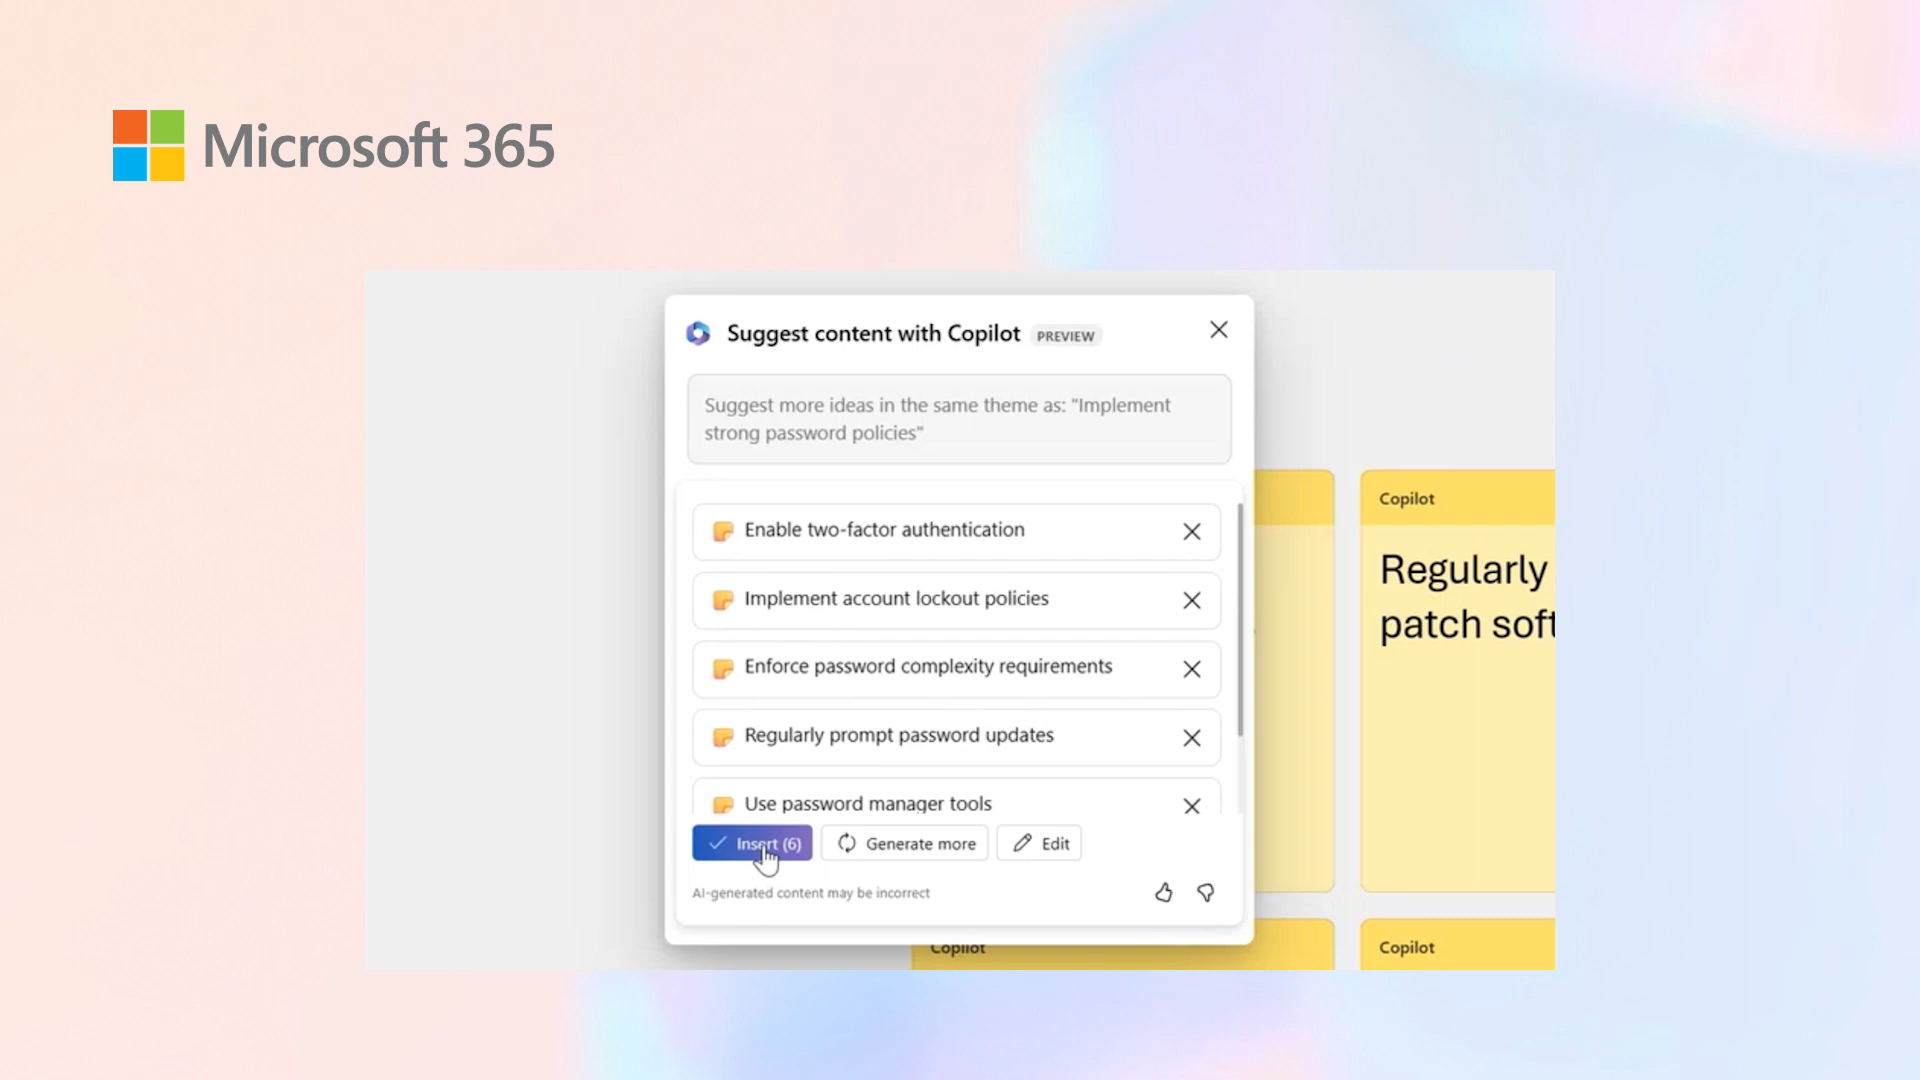 Microsoft 365
Suggest content with Copilot PREVIEW
Suggest more ideas in the same theme as: "Implement
strong password policies"
Enable two-factor authentication
Implement account lockout policies
Enforce password complexity requirements
Regularly prompt password updates
Use password manager tools
Insert (6) Generate more Edit
AI-generated content may be incorrect
Copilot
Regularly
patch soft
Copilot
Copilot